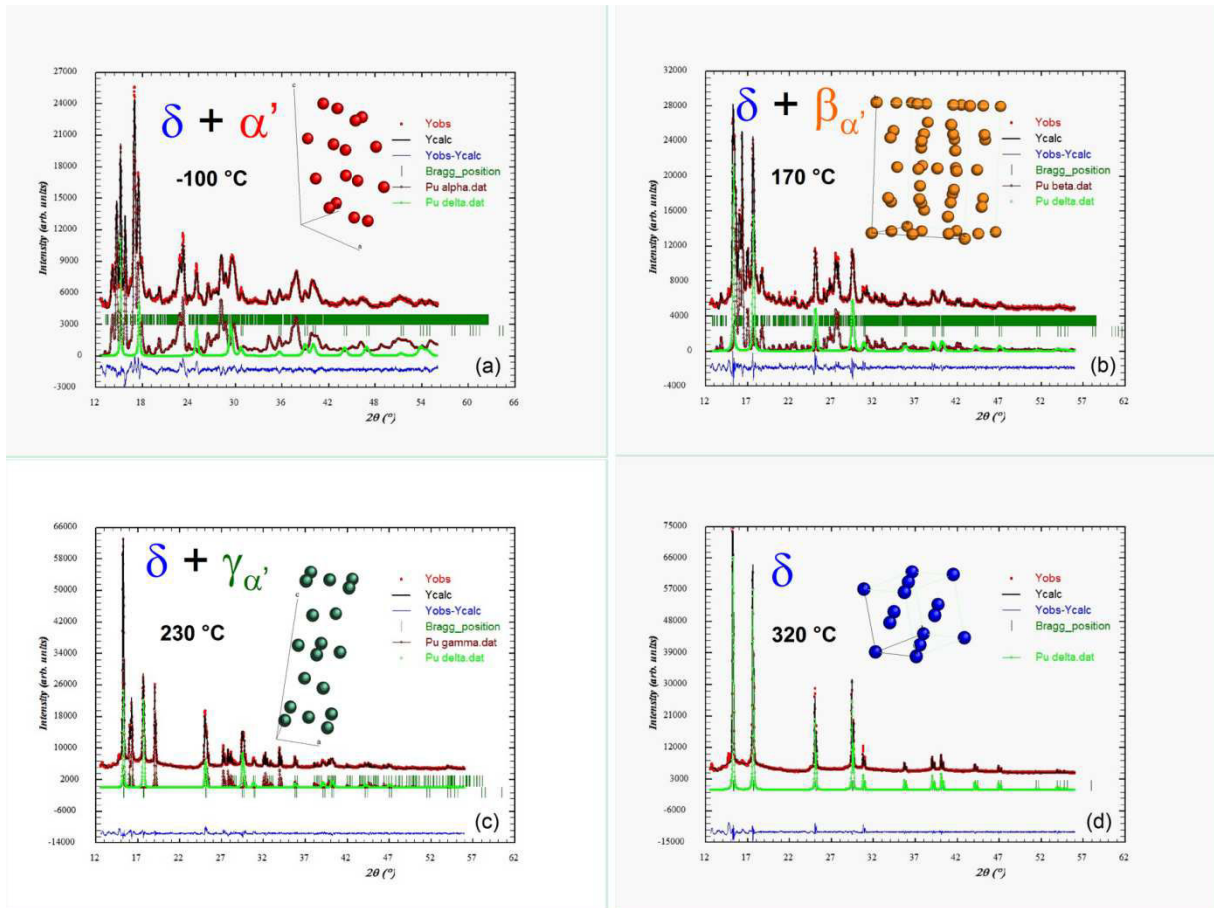 27000
24000
21000
18000
15000
12000
9000
6000
3000
0
-3000
Intensity (arb. units)
δ + α’
-100 °C
c
a
Yobs
Ycalc
Yobs-Ycalc
Bragg_position
Pu alpha.dat
Pu delta.dat
(a)
12 18 24 30 36 42 48 54 60 66
2θ (°)
32000
28000
24000
20000
16000
12000
8000
4000
0
-4000
Intensity (arb. units)
δ + βα’
170 °C
Yobs
Ycalc
Yobs-Ycalc
Bragg_position
Pu beta.dat
Pu delta.dat
(b)
12 17 22 27 32 37 42 47 52 57 62
2θ (°)
66000
58000
50000
42000
34000
26000
18000
10000
2000
-6000
-14000
Intensity (arb. units)
δ + γα’
230 °C
c
a
Yobs
Ycalc
Yobs-Ycalc
Bragg_position
Pu gamma.dat
Pu delta.dat
(c)
12 17 22 27 32 37 42 47 52 57 62
2θ (°)
75000
66000
57000
48000
39000
30000
21000
12000
3000
-6000
-15000
Intensity (arb. units)
δ
320 °C
Yobs
Ycalc
Yobs-Ycalc
Bragg_position
Pu delta.dat
(d)
12 17 22 27 32 37 42 47 52 57 62
2θ (°)